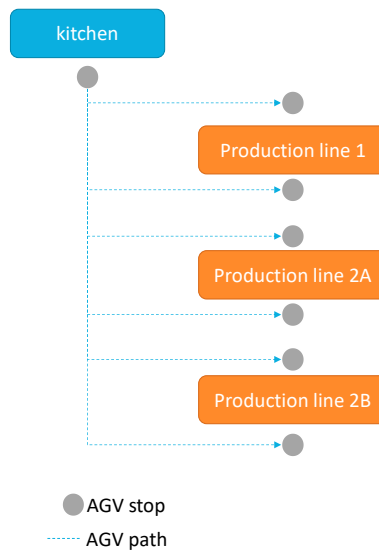 kitchen
Production line 1
Production line 2A
Production line 2B
AGV stop
AGV path